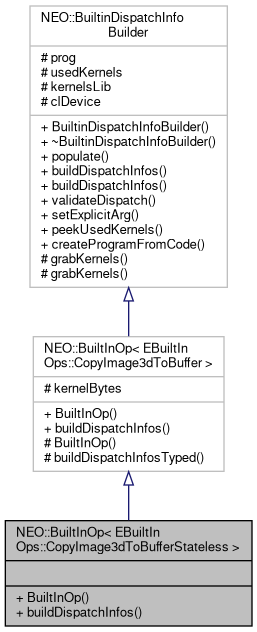 NEO::BuiltinDispatchInfo
Builder
# prog
# usedKernels
# kernelsLib
# clDevice
+ BuiltinDispatchInfoBuilder()
+ ~BuiltinDispatchInfoBuilder()
+ populate()
+ buildDispatchInfos()
+ buildDispatchInfos()
+ validateDispatch()
+ setExplicitArg()
+ peekUsedKernels()
+ createProgramFromCode()
# grabKernels()
# grabKernels()
NEO::BuiltInOp< EBuiltIn
Ops::CopyImage3dToBuffer >
# kernelBytes
+ BuiltInOp()
+ buildDispatchInfos()
# BuiltInOp()
# buildDispatchInfosTyped()
NEO::BuiltInOp< EBuiltIn
Ops::CopyImage3dToBufferStateless >
+ BuiltInOp()
+ buildDispatchInfos()